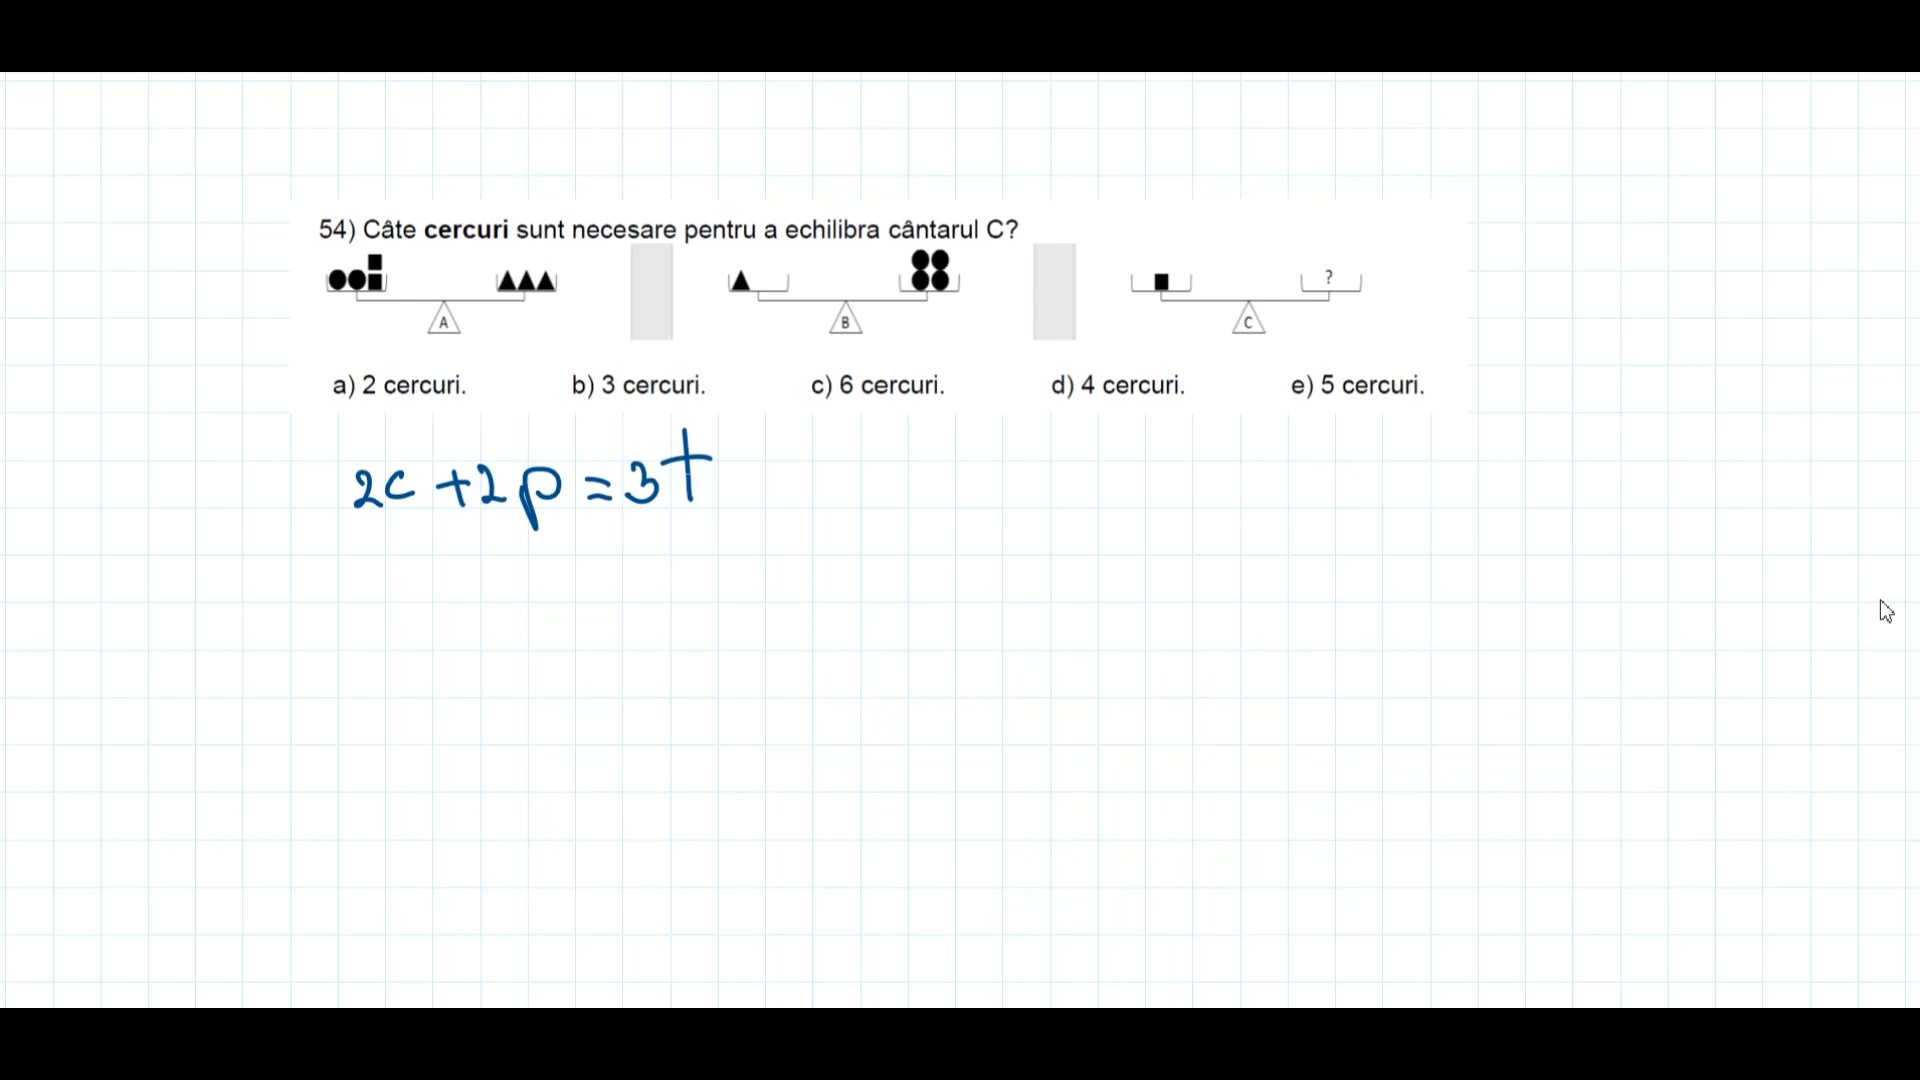 54) Câte cercuri sunt necesare pentru a echilibra cântarul C?
?
A B C
a) 2 cercuri. b) 3 cercuri. c) 6 cercuri. d) 4 cercuri. e) 5 cercuri.
2c + 2p = 3t